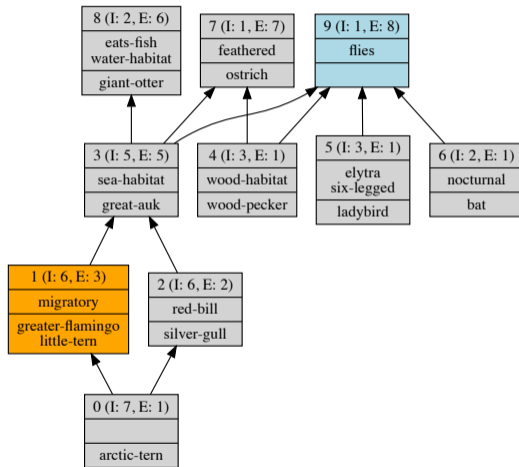 8 (I: 2, E: 6)
eats-fish
water-habitat
giant-otter
7 (I: 1, E: 7)
feathered
ostrich
9 (I: 1, E: 8)
flies
3 (I: 5, E: 5)
sea-habitat
great-auk
4 (I: 3, E: 1)
wood-habitat
wood-pecker
5 (I: 3, E: 1)
elytra
six-legged
ladybird
6 (I: 2, E: 1)
nocturnal
bat
1 (I: 6, E: 3)
migratory
greater-flamingo
little-tern
2 (I: 6, E: 2)
red-bill
silver-gull
0 (I: 7, E: 1)
arctic-tern